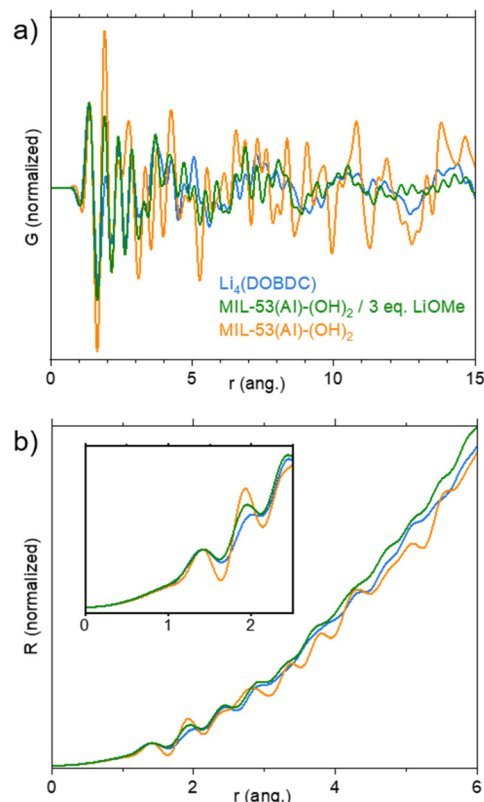 a)
G (normalized)
Li₄(DOBDC)
MIL-53(Al)-(OH)₂ / 3 eq. LiOMe
MIL-53(Al)-(OH)₂
0 5 10 15
r (ang.)
b)
R (normalized)
0 1 2
0 2 4 6
r (ang.)